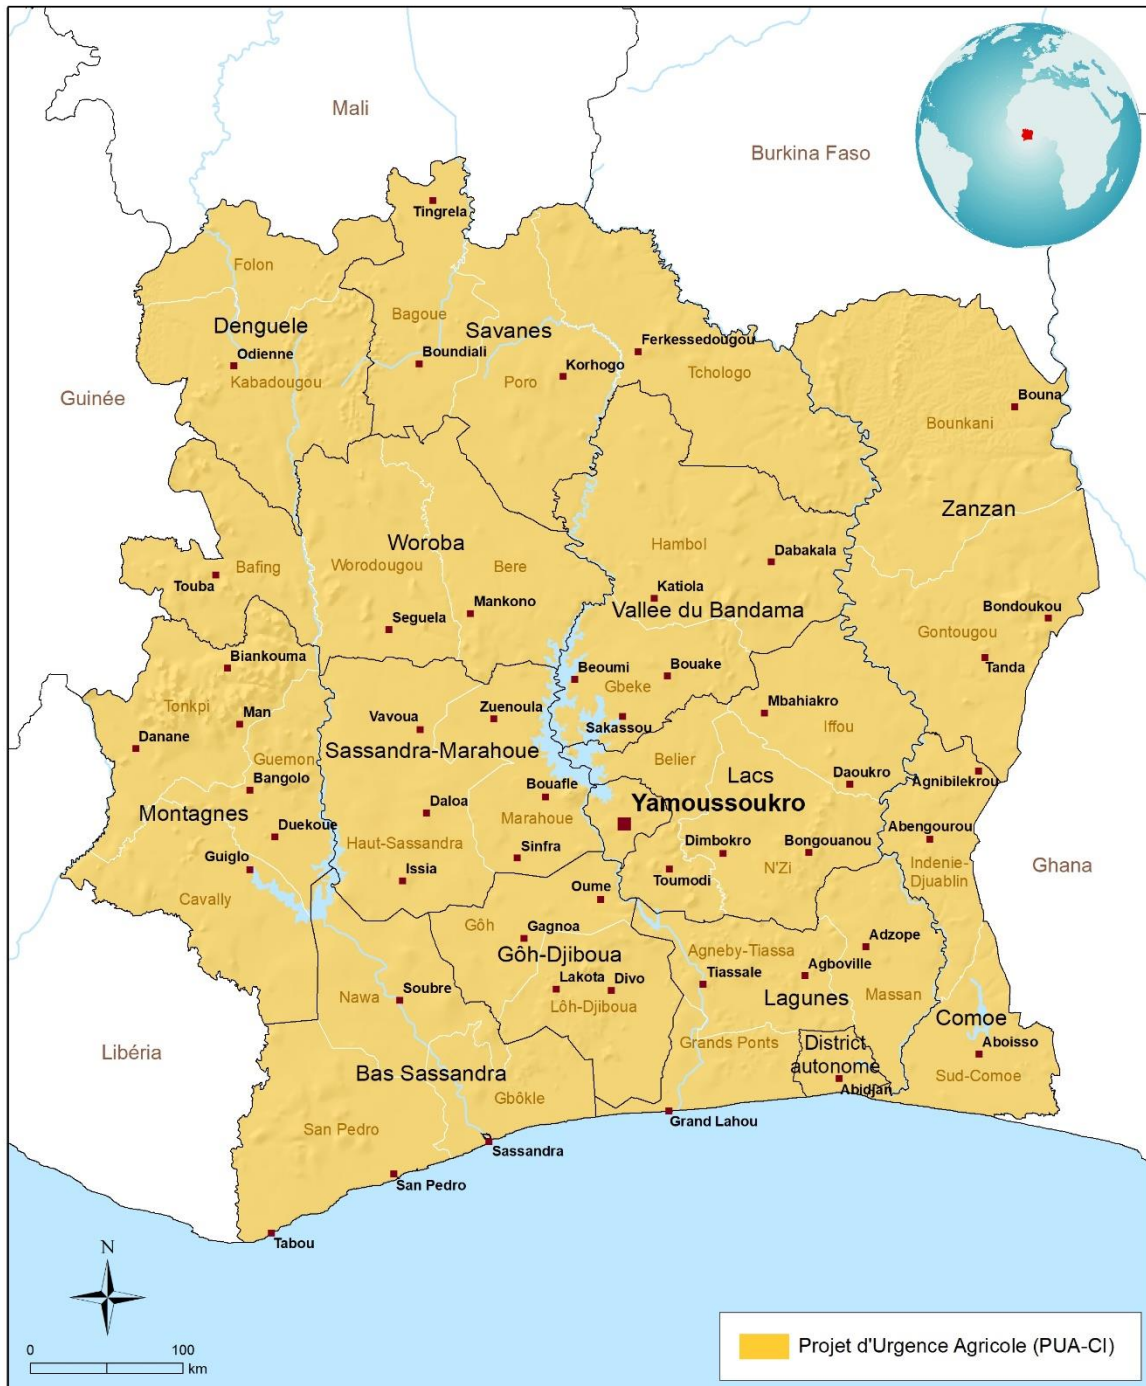 Mali
Burkina Faso
Tingrela
Folon
Bagoue
Denguele
Savanes
Ferkessedougou
Odienne
Boundiali
Korhogo
Tchologo
Kabadougou
Poro
Guinée
Bouna
Bounkani
Zanzan
Woroba
Hambol
Dabakala
Bafing
Worodougou
Bere
Touba
Katiola
Mankono
Vallee du Bandama
Seguela
Bondoukou
Gontougou
Biankouma
Beoumi
Bouake
Tanda
Gbeke
Tonkpi
Zuenoula
Mbahiakro
Man
Vavoua
Sakassou
Iffou
Danane
Sassandra-Marahoue
Guemon
Belier
Bangolo
Lacs
Daoukro
Agnibilekrou
Bouafle
Yamoussoukro
Montagnes
Daloa
Marahoue
Duekoue
Abengourou
Haut-Sassandra
Sinfra
Dimbokro
Bongouanou
Guiglo
Indenie-
Djuablin
Ghana
Issia
Toumodi
N'Zi
Cavally
Oume
Gôh
Gagnoa
Adzope
Gôh-Djiboua
Agneby-Tiassa
Agboville
Lakota
Divo
Tiassale
Nawa
Soubre
Lôh-Djiboua
Lagunes
Massan
Comoe
Libéria
Grands Ponts
District
autonome
Aboisso
Bas Sassandra
Sud-Comoe
Gbôkle
Abidjan
Grand Lahou
San Pedro
Sassandra
San Pedro
Tabou
N
0
100
km
Projet d'Urgence Agricole (PUA-CI)